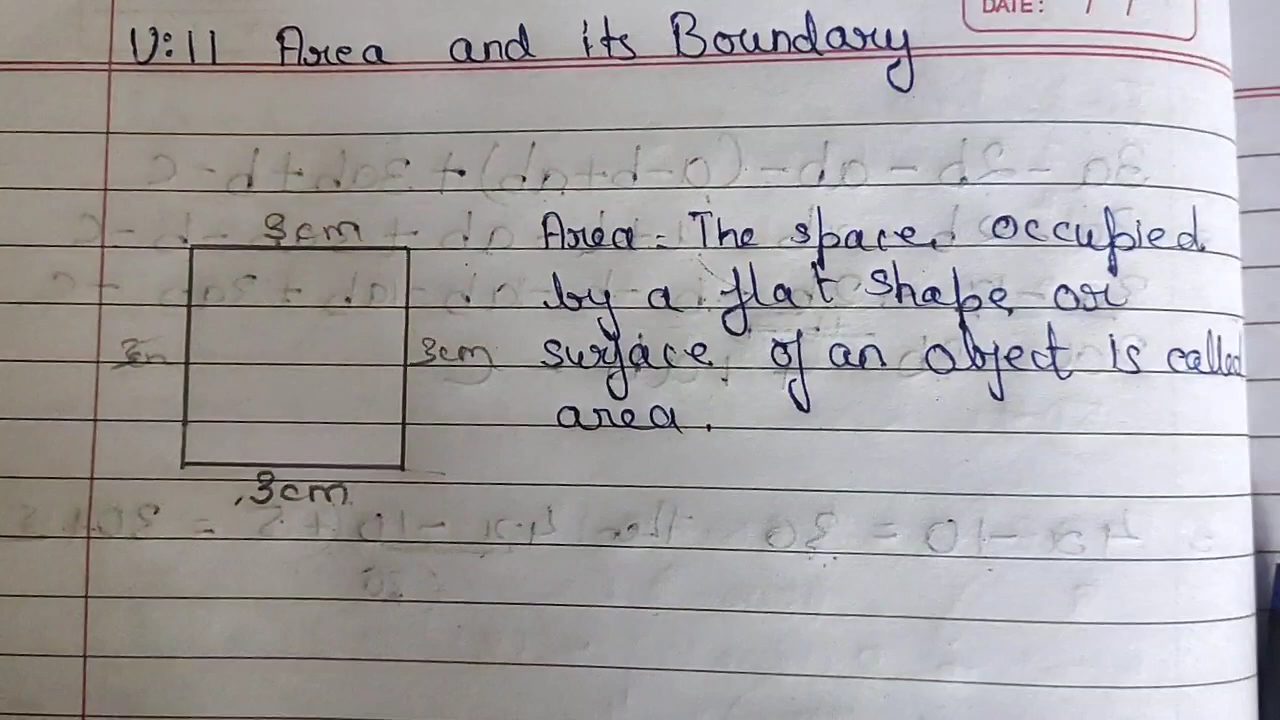 DATE: / /
U:11 Area and its Boundary
3cm
Area = The space occupied
by a flat shape or
3cm surface of an object is called
area.
3cm